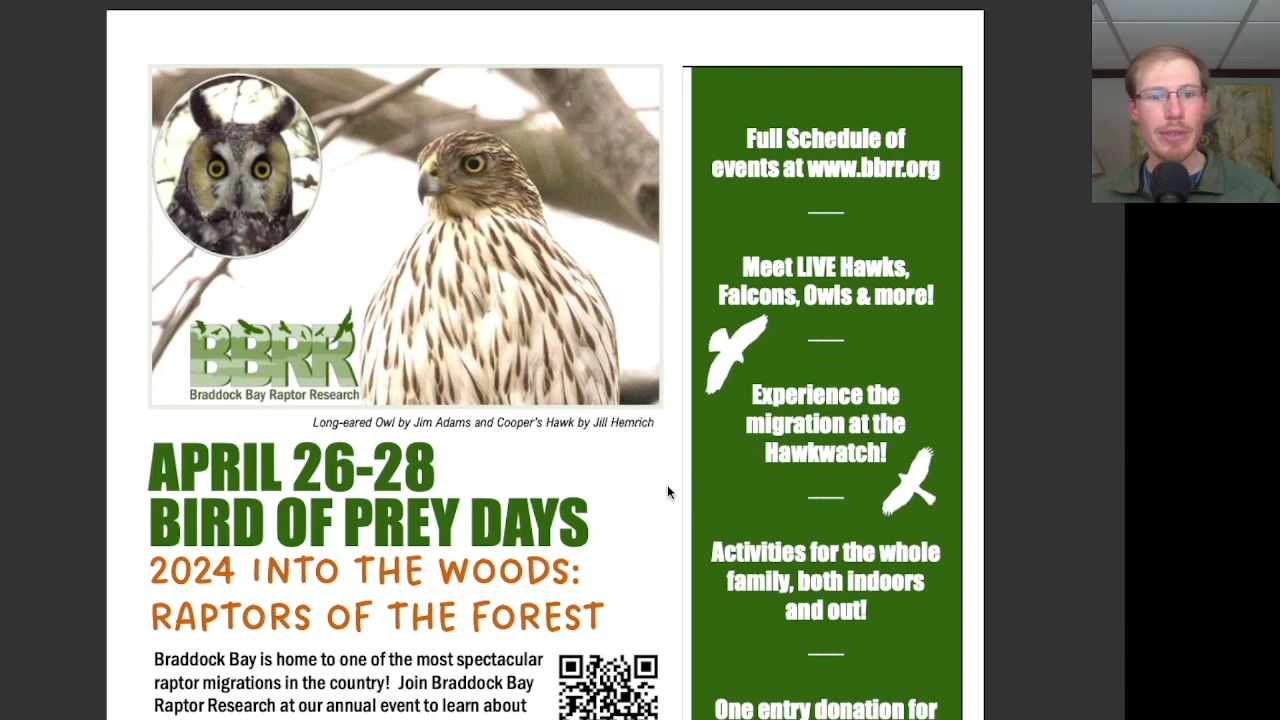 BBRR
Braddock Bay Raptor Research
Long-eared Owl by Jim Adams and Cooper's Hawk by Jill Hemrich
APRIL 26-28
BIRD OF PREY DAYS
2024 INTO THE WOODS:
RAPTORS OF THE FOREST
Braddock Bay is home to one of the most spectacular
raptor migrations in the country! Join Braddock Bay
Raptor Research at our annual event to learn about
Full Schedule of
events at www.bbrr.org
Meet LIVE Hawks,
Falcons, Owls & more!
Experience the
migration at the
Hawkwatch!
Activities for the whole
family, both indoors
and out!
One entry donation for